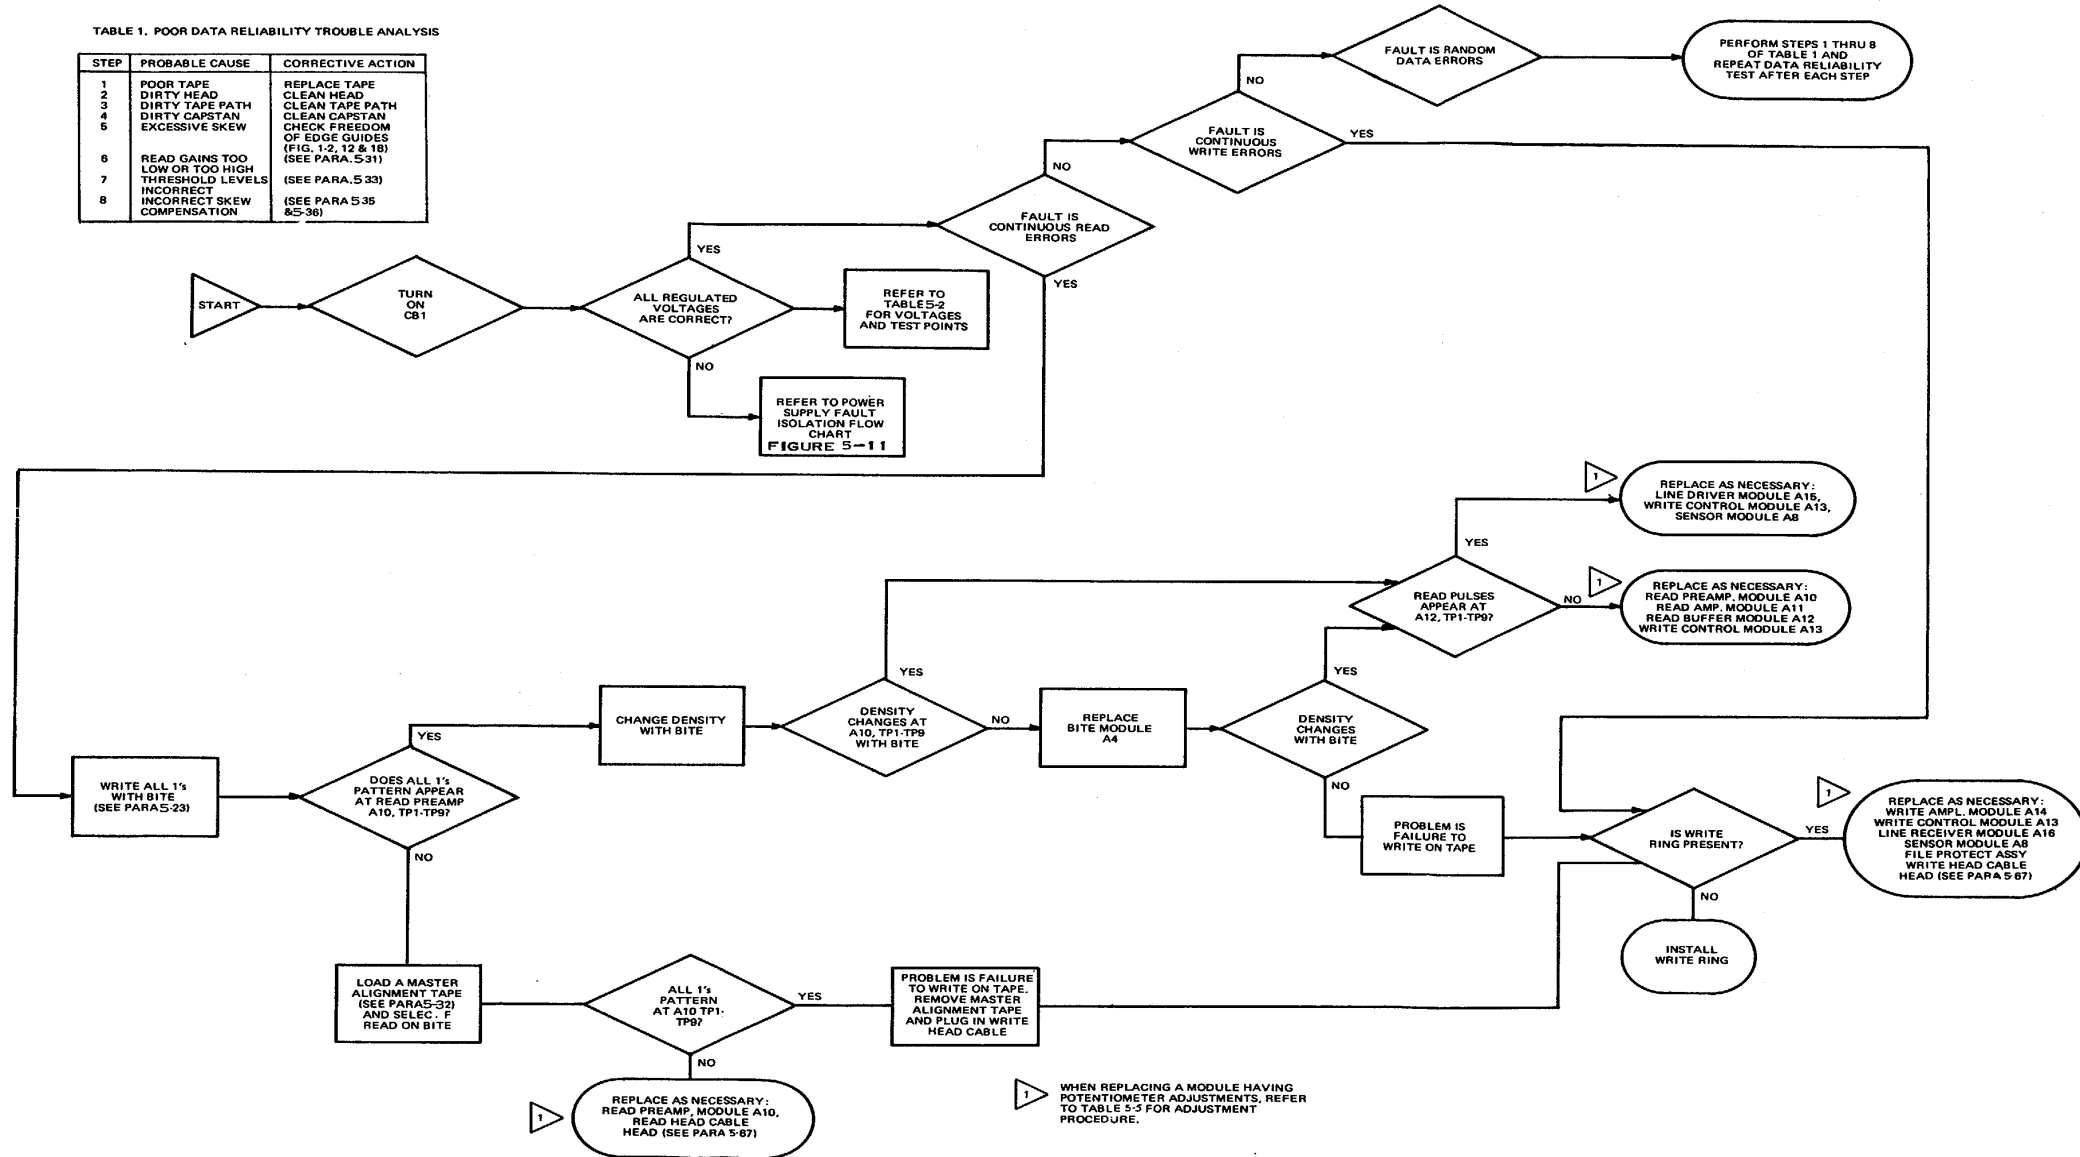 TABLE 1. POOR DATA RELIABILITY TROUBLE ANALYSIS
STEP PROBABLE CAUSE CORRECTIVE ACTION
1 POOR TAPE REPLACE TAPE
2 DIRTY HEAD CLEAN HEAD
3 DIRTY TAPE PATH CLEAN TAPE PATH
4 DIRTY CAPSTAN CLEAN CAPSTAN
5 EXCESSIVE SKEW CHECK FREEDOM
OF EDGE GUIDES
(FIG. 1-2, 12 & 18)
6 READ GAINS TOO (SEE PARA. 5-31)
LOW OR TOO HIGH
7 THRESHOLD LEVELS (SEE PARA. 5 33)
INCORRECT
8 INCORRECT SKEW (SEE PARA 5 35
COMPENSATION &5-36)
START
TURN
ON
CB1
ALL REGULATED
VOLTAGES
ARE CORRECT?
YES
NO
REFER TO
TABLE 5-2
FOR VOLTAGES
AND TEST POINTS
REFER TO POWER
SUPPLY FAULT
ISOLATION FLOW
CHART
FIGURE 5-11
FAULT IS
CONTINUOUS READ
ERRORS
NO
YES
FAULT IS
CONTINUOUS
WRITE ERRORS
NO
YES
FAULT IS RANDOM
DATA ERRORS
PERFORM STEPS 1 THRU 8
OF TABLE 1 AND
REPEAT DATA RELIABILITY
TEST AFTER EACH STEP
WRITE ALL 1's
WITH BITE
(SEE PARA 5-23)
DOES ALL 1's
PATTERN APPEAR
AT READ PREAMP
A10, TP1-TP9?
YES
NO
CHANGE DENSITY
WITH BITE
DENSITY
CHANGES AT
A10, TP1-TP9
WITH BITE
YES
NO
REPLACE
BITE MODULE
A4
DENSITY
CHANGES
WITH BITE
YES
NO
READ PULSES
APPEAR AT
A12, TP1-TP9?
YES
NO
1
REPLACE AS NECESSARY:
LINE DRIVER MODULE A15,
WRITE CONTROL MODULE A13,
SENSOR MODULE A8
1
REPLACE AS NECESSARY:
READ PREAMP. MODULE A10
READ AMP. MODULE A11
READ BUFFER MODULE A12
WRITE CONTROL MODULE A13
PROBLEM IS
FAILURE TO
WRITE ON TAPE
IS WRITE
RING PRESENT?
YES
NO
1
REPLACE AS NECESSARY:
WRITE AMPL. MODULE A14
WRITE CONTROL MODULE A13
LINE RECEIVER MODULE A16
SENSOR MODULE A8
FILE PROTECT ASSY
WRITE HEAD CABLE
HEAD (SEE PARA 5-67)
INSTALL
WRITE RING
LOAD A MASTER
ALIGNMENT TAPE
(SEE PARA 5-32)
AND SELEC. F
READ ON BITE
ALL 1's
PATTERN
AT A10 TP1-
TP9?
YES
NO
PROBLEM IS FAILURE
TO WRITE ON TAPE.
REMOVE MASTER
ALIGNMENT TAPE
AND PLUG IN WRITE
HEAD CABLE
1
REPLACE AS NECESSARY:
READ PREAMP, MODULE A10,
READ HEAD CABLE
HEAD (SEE PARA 5-67)
1
WHEN REPLACING A MODULE HAVING
POTENTIOMETER ADJUSTMENTS, REFER
TO TABLE 5-3 FOR ADJUSTMENT
PROCEDURE.